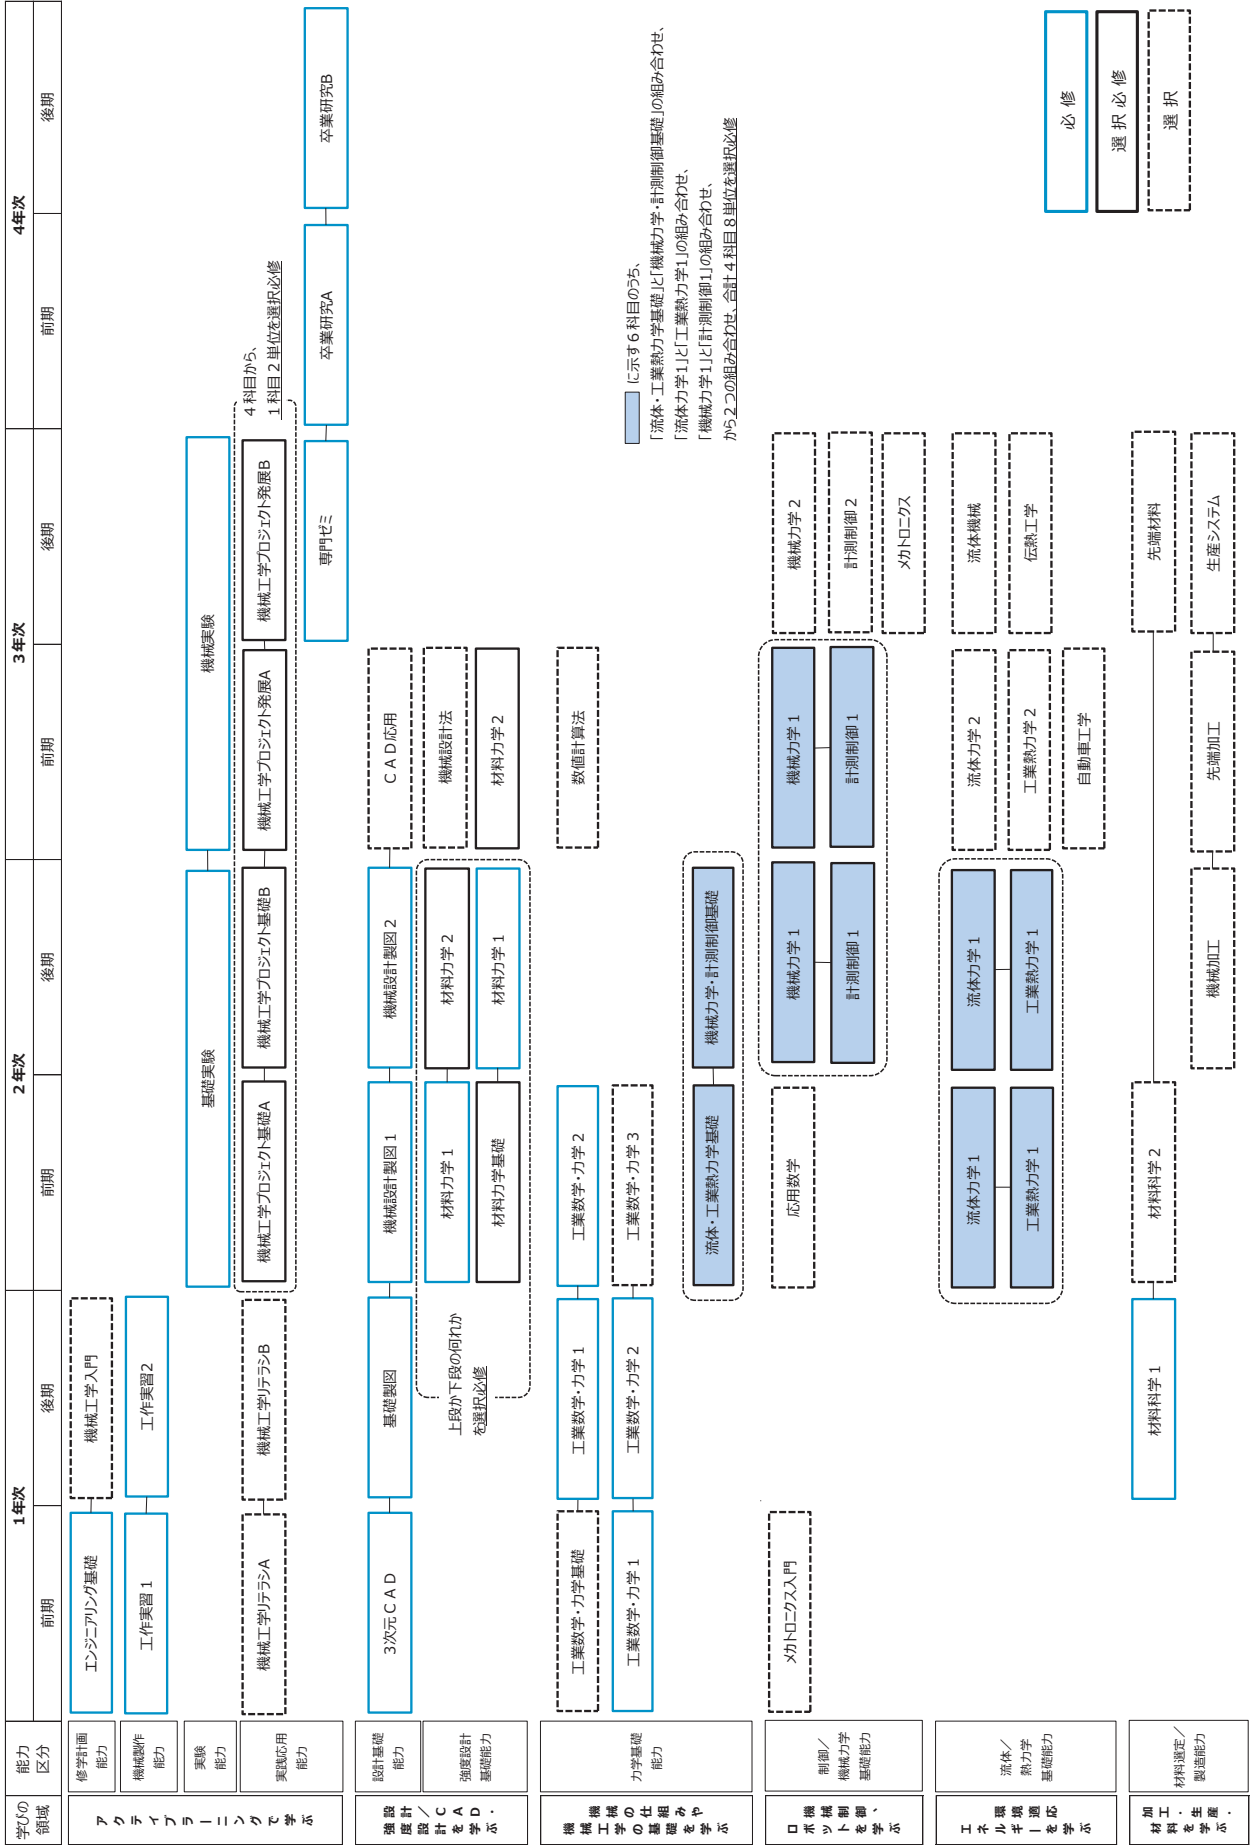 学びの
領域
能力
区分
1年次
2年次
3年次
4年次
前期
後期
前期
後期
前期
後期
前期
後期
アクティブラーニングで学ぶ
修学計画
能力
エンジニアリング基礎
機械工学入門
機械製作
能力
工作実習1
工作実習2
実験
能力
基礎実験
機械実験
実践応用
能力
機械工学リテラシA
機械工学リテラシB
機械工学プロジェクト基礎A
機械工学プロジェクト基礎B
機械工学プロジェクト発展A
機械工学プロジェクト発展B
4科目から、
1科目2単位を選択必修
専門ゼミ
卒業研究A
卒業研究B
強度設計/
設計CADを学ぶ・
設計基礎
能力
3次元CAD
基礎製図
機械設計製図1
機械設計製図2
CAD応用
強度設計
基礎能力
上段か下段の何れか
を選択必修
材料力学1
材料力学2
機械設計法
材料力学基礎
材料力学1
材料力学2
機械の仕組みや
機械工学の基礎を学ぶ
力学基礎
能力
工業数学・力学基礎
工業数学・力学1
工業数学・力学2
数値計算法
工業数学・力学1
工業数学・力学2
工業数学・力学3
流体・工業熱力学基礎
機械力学・計測制御基礎
に示す6科目のうち、
「流体・工業熱力学基礎」と「機械力学・計測制御基礎」の組み合わせ、
「流体力学1」と「工業熱力学1」の組み合わせ、
「機械力学1」と「計測制御1」の組み合わせ、
から2つの組み合わせ、合計4科目8単位を選択必修
機械制御、
ロボットを学ぶ
制御/
機械力学
基礎能力
メカトロニクス入門
応用数学
機械力学1
機械力学1
機械力学2
計測制御1
計測制御1
計測制御2
メカトロニクス
環境適応
エネルギーを学ぶ
流体/
熱力学
基礎能力
流体力学1
流体力学1
流体力学2
流体機械
工業熱力学1
工業熱力学1
工業熱力学2
伝熱工学
自動車工学
加工・生産・
材料を学ぶ
材料選定/
製造能力
材料科学1
材料科学2
先端材料
機械加工
先端加工
生産システム
必修
選択必修
選択